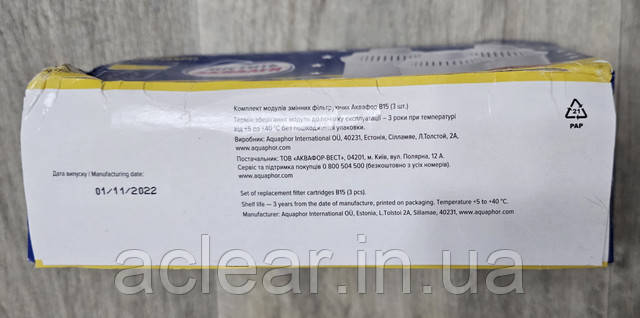 Комплект модулів змінних фільтруючих Аквафор В15 (3 шт.)
Термін зберігання модуля до початку експлуатації – 3 роки при температурі
від +5 до +40 °C без пошкодження упаковки.
Виробник: Aquaphor International OÜ, 40231, Естонія, Сілламяе, Л.Толстой, 2А,
www.aquaphor.com
21
PAP
Постачальник: ТОВ «АКВАФОР-ВЕСТ», 04201, м. Київ, вул. Полярна, 12 А.
Сервіс та підтримка покупців 0 800 504 500 (безкоштовно з усіх номерів).
www.aquaphor.com
Дата випуску / Manufacturing date:
01/11/2022
Set of replacement filter cartridges B15 (3 pcs).
Shelf life — 3 years from the date of manufacture, printed on packaging. Temperature +5 to +40 °C.
Manufacturer: Aquaphor International OÜ, Estonia, L.Tolstoi 2A, Sillamae, 40231, www.aquaphor.com
aclear.in.ua